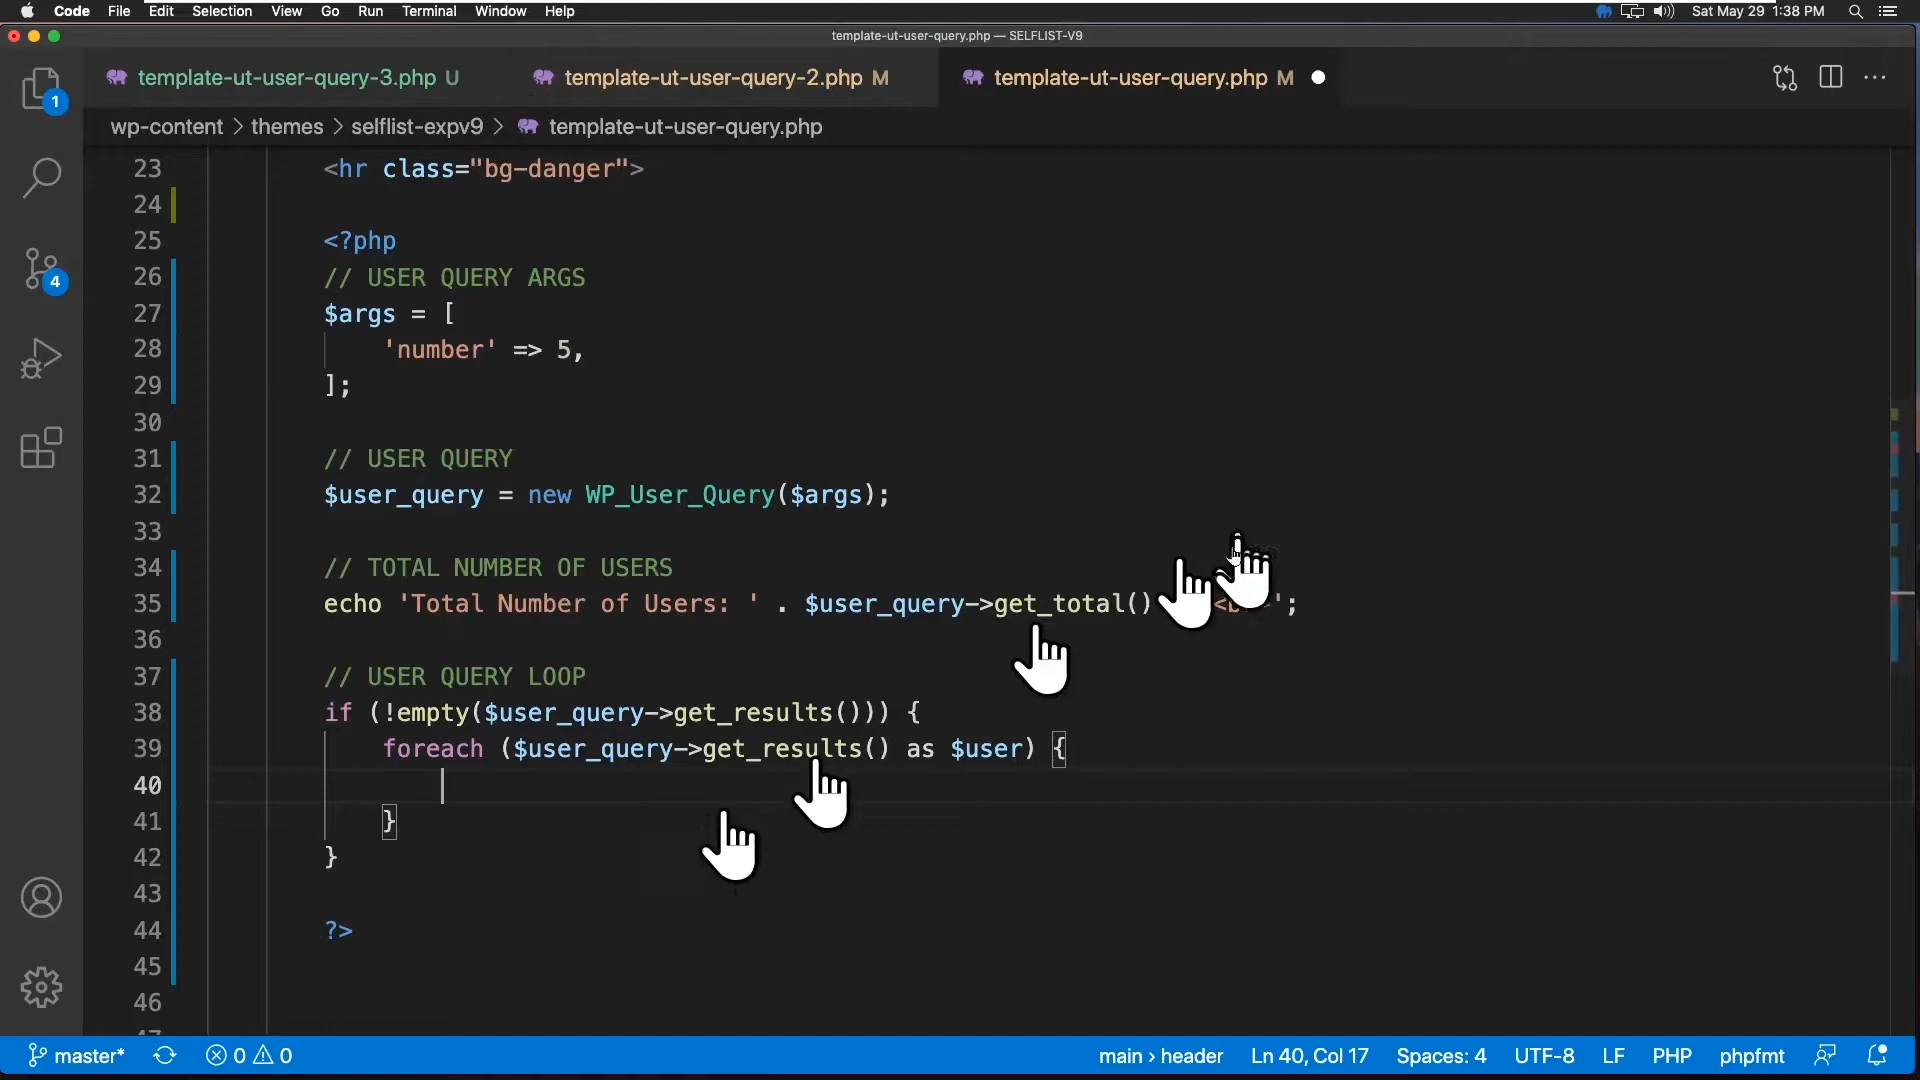 Code File Edit Selection View Go Run Terminal Window Help Sat May 29 1:38 PM
template-ut-user-query.php — SELFLIST-V9
template-ut-user-query-3.php U template-ut-user-query-2.php M template-ut-user-query.php M
wp-content > themes > selflist-expv9 > template-ut-user-query.php
1
4
23 <hr class="bg-danger">
24
25 <?php
26 // USER QUERY ARGS
27 $args = [
28 'number' => 5,
29 ];
30
31 // USER QUERY
32 $user_query = new WP_User_Query($args);
33
34 // TOTAL NUMBER OF USERS
35 echo 'Total Number of Users: ' . $user_query->get_total() ';
36
37 // USER QUERY LOOP
38 if (!empty($user_query->get_results())) {
39 foreach ($user_query->get_results() as $user) {
40
41 }
42 }
43
44 ?>
45
46
master* 0 0 main > header Ln 40, Col 17 Spaces: 4 UTF-8 LF PHP phpfmt